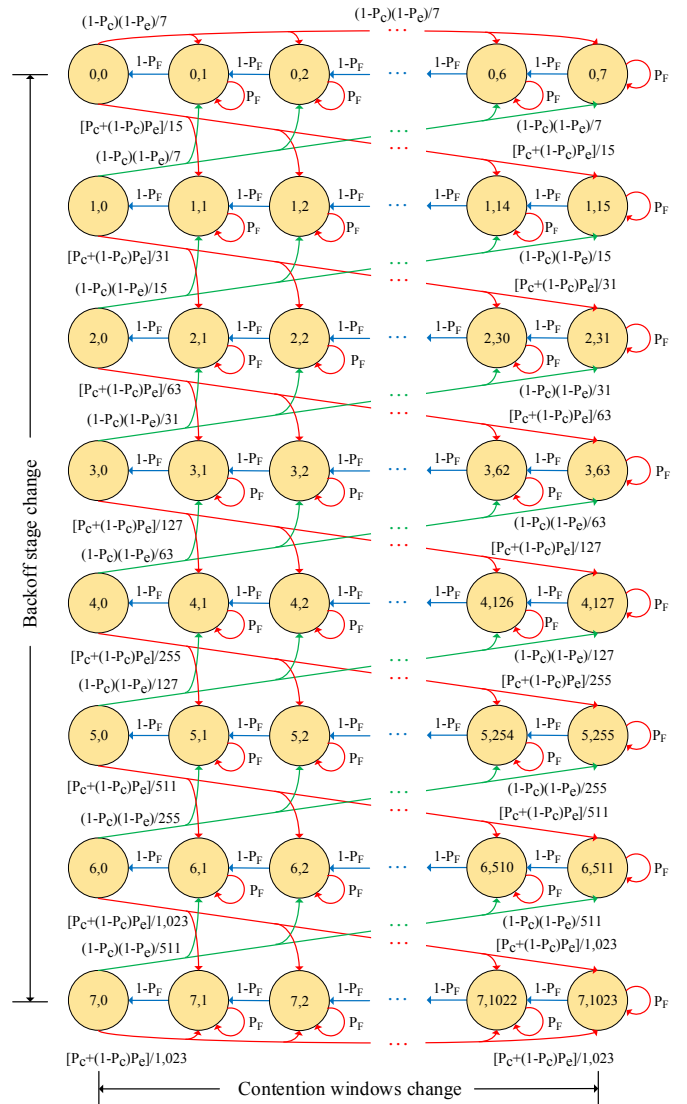 (1-Pc)(1-Pe)/7 (1-Pc)(1-Pe)/7
...
0,0 1-PF 0,1 1-PF 0,2 1-PF ... 1-PF 0,6 1-PF 0,7 PF
PF PF PF
[Pc+(1-Pc)Pe]/15 ... (1-Pc)(1-Pe)/7
(1-Pc)(1-Pe)/7 ... [Pc+(1-Pc)Pe]/15
1,0 1-PF 1,1 1-PF 1,2 1-PF ... 1-PF 1,14 1-PF 1,15 PF
PF PF PF
[Pc+(1-Pc)Pe]/31 ... (1-Pc)(1-Pe)/15
(1-Pc)(1-Pe)/15 ... [Pc+(1-Pc)Pe]/31
2,0 1-PF 2,1 1-PF 2,2 1-PF ... 1-PF 2,30 1-PF 2,31 PF
PF PF PF
[Pc+(1-Pc)Pe]/63 ... (1-Pc)(1-Pe)/31
(1-Pc)(1-Pe)/31 ... [Pc+(1-Pc)Pe]/63
3,0 1-PF 3,1 1-PF 3,2 1-PF ... 1-PF 3,62 1-PF 3,63 PF
PF PF PF
[Pc+(1-Pc)Pe]/127 ... (1-Pc)(1-Pe)/63
(1-Pc)(1-Pe)/63 ... [Pc+(1-Pc)Pe]/127
4,0 1-PF 4,1 1-PF 4,2 1-PF ... 1-PF 4,126 1-PF 4,127 PF
PF PF PF
[Pc+(1-Pc)Pe]/255 ... (1-Pc)(1-Pe)/127
(1-Pc)(1-Pe)/127 ... [Pc+(1-Pc)Pe]/255
5,0 1-PF 5,1 1-PF 5,2 1-PF ... 1-PF 5,254 1-PF 5,255 PF
PF PF PF
[Pc+(1-Pc)Pe]/511 ... (1-Pc)(1-Pe)/255
(1-Pc)(1-Pe)/255 ... [Pc+(1-Pc)Pe]/511
6,0 1-PF 6,1 1-PF 6,2 1-PF ... 1-PF 6,510 1-PF 6,511 PF
PF PF PF
[Pc+(1-Pc)Pe]/1,023 ... (1-Pc)(1-Pe)/511
(1-Pc)(1-Pe)/511 ... [Pc+(1-Pc)Pe]/1,023
7,0 1-PF 7,1 1-PF 7,2 1-PF ... 1-PF 7,1022 1-PF 7,1023 PF
PF PF PF
...
[Pc+(1-Pc)Pe]/1,023 [Pc+(1-Pc)Pe]/1,023
Contention windows change
Backoff stage change